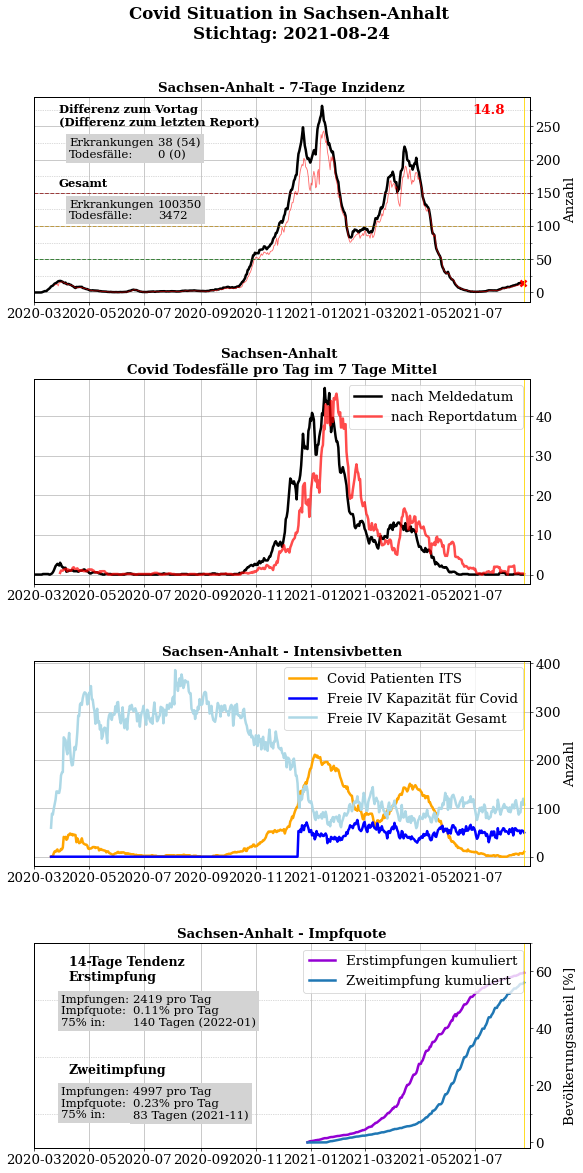 Covid Situation in Sachsen-Anhalt
Stichtag: 2021-08-24
Sachsen-Anhalt - 7-Tage Inzidenz
Differenz zum Vortag
(Differenz zum letzten Report)
14.8
Erkrankungen 38 (54)
Todesfälle: 0 (0)
Gesamt
Erkrankungen 100350
Todesfälle: 3472
250
200
150
100
50
0
Anzahl
2020-03 2020-05 2020-07 2020-09 2020-11 2021-01 2021-03 2021-05 2021-07
Sachsen-Anhalt
Covid Todesfälle pro Tag im 7 Tage Mittel
nach Meldedatum
nach Reportdatum
40
30
20
10
0
2020-03 2020-05 2020-07 2020-09 2020-11 2021-01 2021-03 2021-05 2021-07
Sachsen-Anhalt - Intensivbetten
Covid Patienten ITS
Freie IV Kapazität für Covid
Freie IV Kapazität Gesamt
400
300
200
100
0
Anzahl
2020-03 2020-05 2020-07 2020-09 2020-11 2021-01 2021-03 2021-05 2021-07
Sachsen-Anhalt - Impfquote
14-Tage Tendenz
Erstimpfung
Impfungen: 2419 pro Tag
Impfquote: 0.11% pro Tag
75% in: 140 Tagen (2022-01)
Zweitimpfung
Impfungen: 4997 pro Tag
Impfquote: 0.23% pro Tag
75% in: 83 Tagen (2021-11)
Erstimpfungen kumuliert
Zweitimpfung kumuliert
60
40
20
0
Bevölkerungsanteil [%]
2020-03 2020-05 2020-07 2020-09 2020-11 2021-01 2021-03 2021-05 2021-07